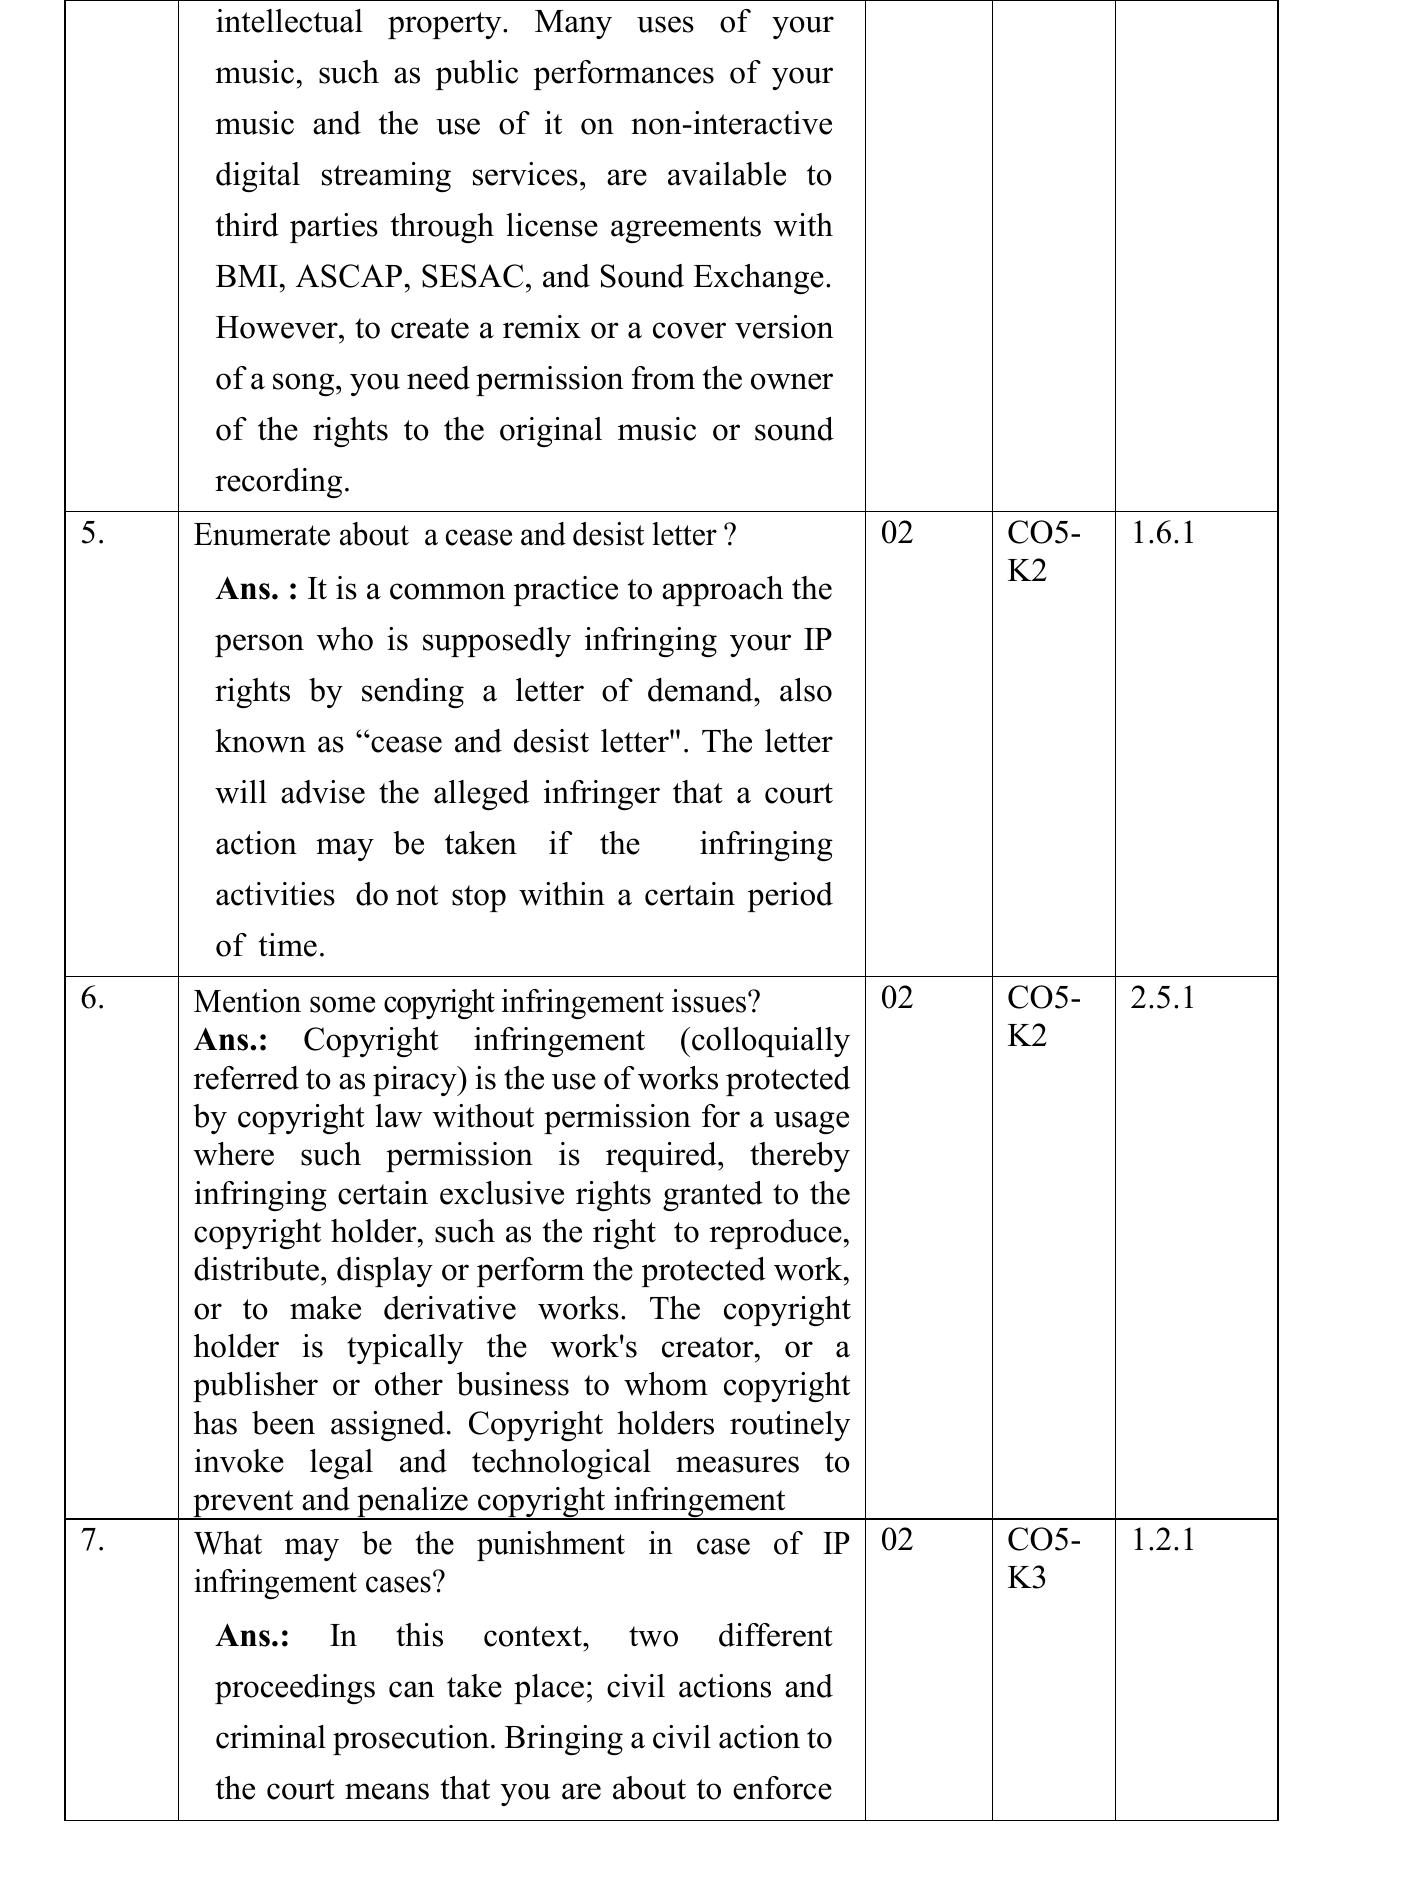 intellectual property. Many uses of your
music, such as public performances of your
music and the use of it on non-interactive
digital streaming services, are available to
third parties through license agreements with
BMI, ASCAP, SESAC, and Sound Exchange.
However, to create a remix or a cover version
of a song, you need permission from the owner
of the rights to the original music or sound
recording.
5. Enumerate about a cease and desist letter ? 02 CO5- 1.6.1
K2
Ans. : It is a common practice to approach the
person who is supposedly infringing your IP
rights by sending a letter of demand, also
known as “cease and desist letter". The letter
will advise the alleged infringer that a court
action may be taken if the infringing
activities do not stop within a certain period
of time.
6. Mention some copyright infringement issues? 02 CO5- 2.5.1
K2
Ans.: Copyright infringement (colloquially
referred to as piracy) is the use of works protected
by copyright law without permission for a usage
where such permission is required, thereby
infringing certain exclusive rights granted to the
copyright holder, such as the right to reproduce,
distribute, display or perform the protected work,
or to make derivative works. The copyright
holder is typically the work's creator, or a
publisher or other business to whom copyright
has been assigned. Copyright holders routinely
invoke legal and technological measures to
prevent and penalize copyright infringement
7. What may be the punishment in case of IP 02 CO5- 1.2.1
infringement cases? K3
Ans.: In this context, two different
proceedings can take place; civil actions and
criminal prosecution. Bringing a civil action to
the court means that you are about to enforce